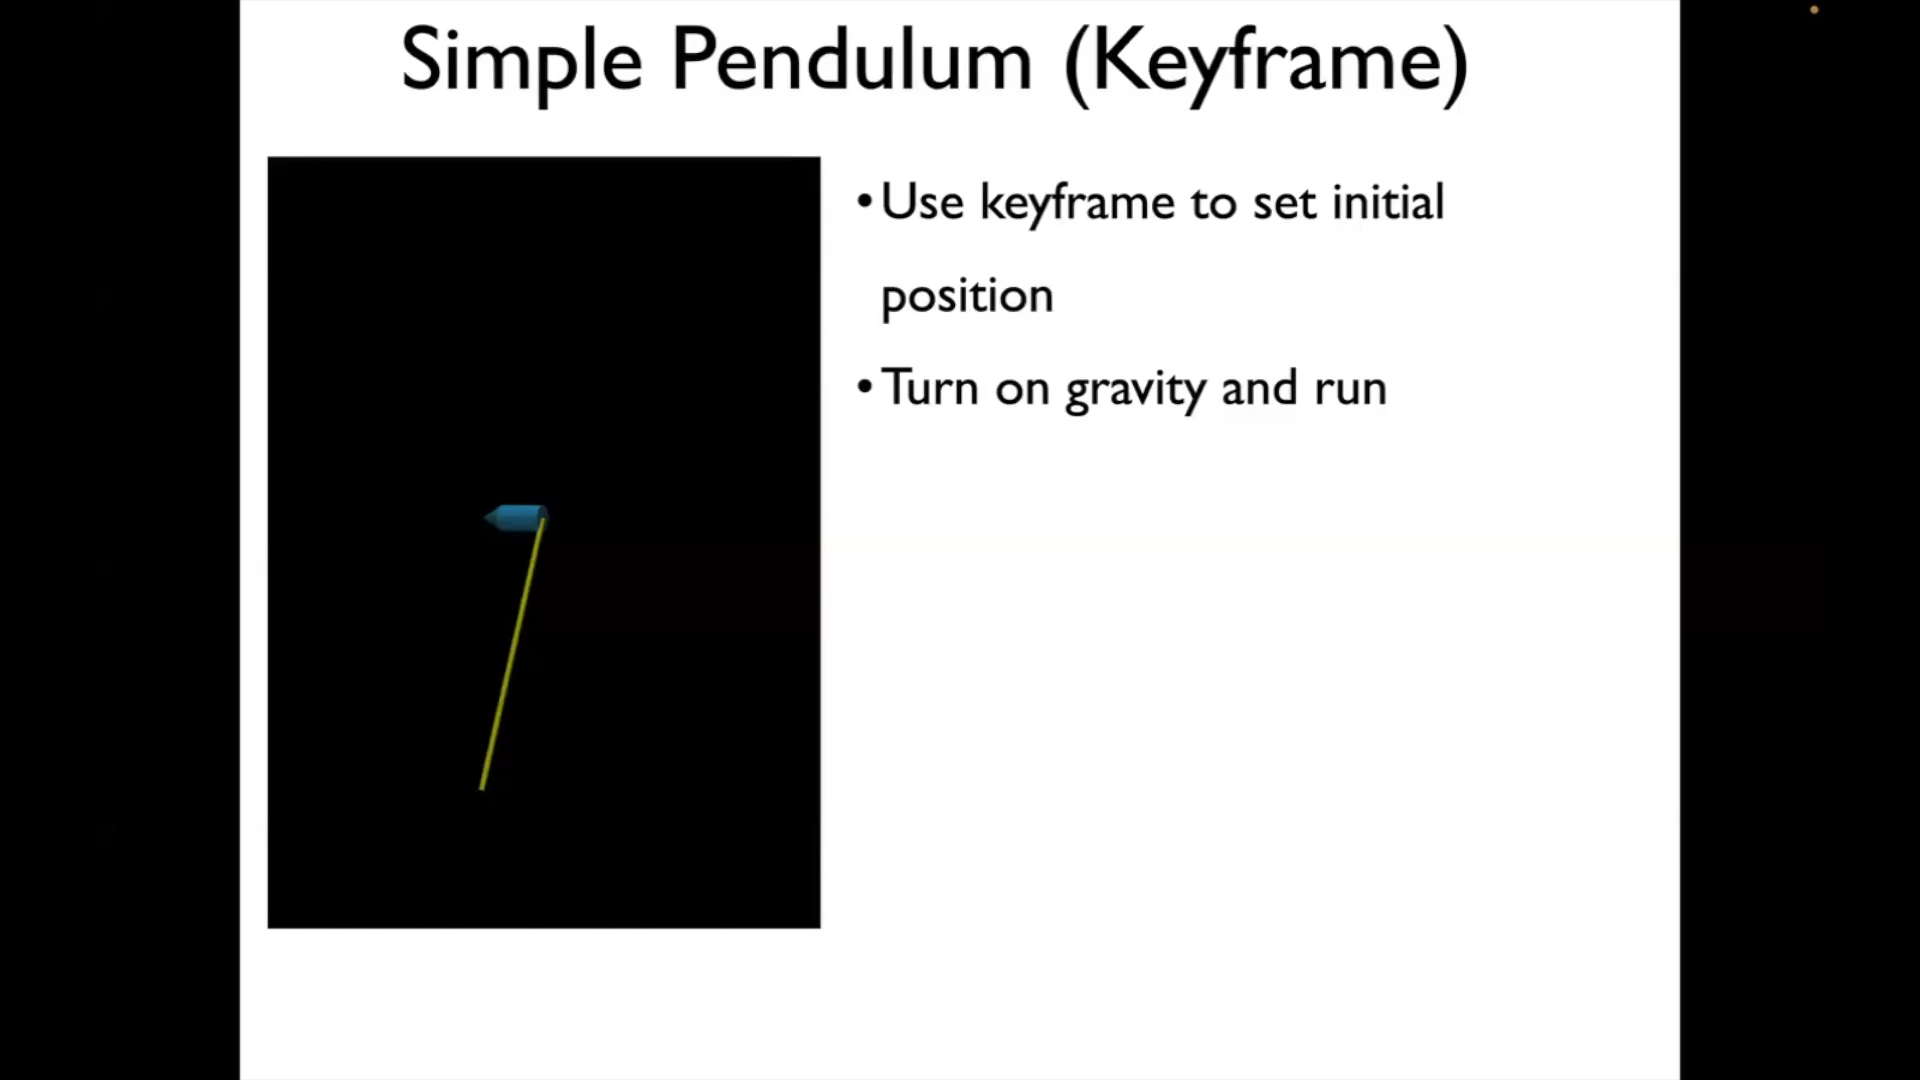 Simple Pendulum (Keyframe)
•Use keyframe to set initial
position
•Turn on gravity and run